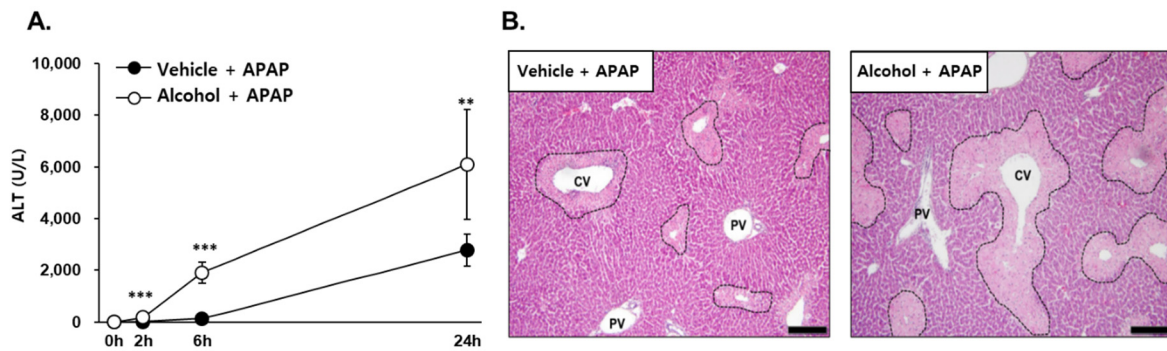 A.
10,000
8,000
6,000
4,000
2,000
0
ALT (U/L)
Vehicle + APAP
Alcohol + APAP
***
***
**
0h 2h 6h 24h
B.
Vehicle + APAP
CV
PV
PV
Alcohol + APAP
CV
PV